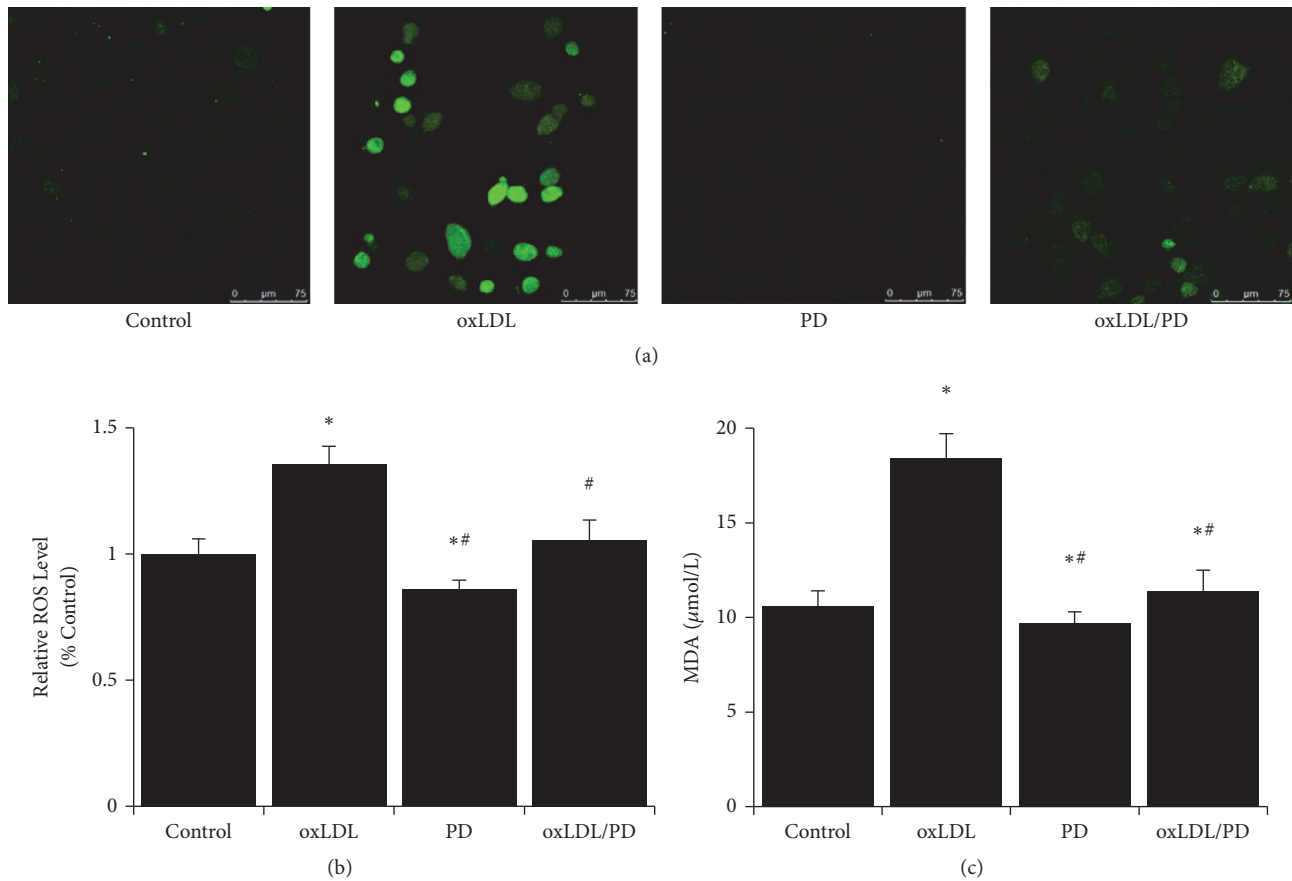 0 µm 75
0 µm 75
0 µm 75
0 µm 75
Control
oxLDL
PD
oxLDL/PD
(a)
Relative ROS Level
(% Control)
1.5
1
0.5
0
*
*#
#
Control
oxLDL
PD
oxLDL/PD
(b)
MDA (µmol/L)
20
15
10
5
0
*
*#
*#
Control
oxLDL
PD
oxLDL/PD
(c)